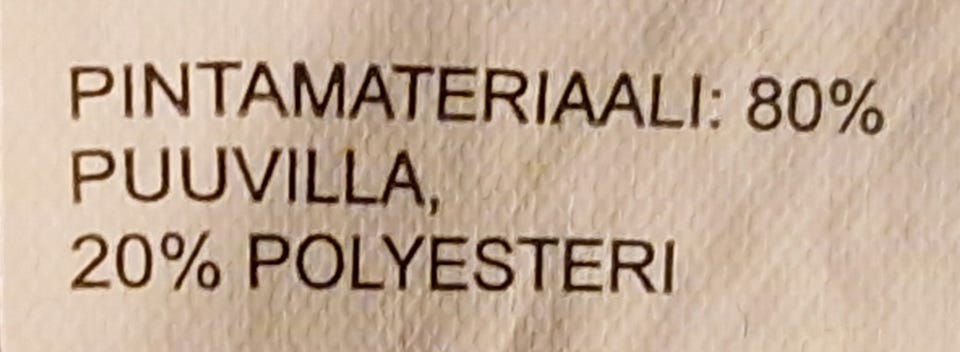 PINTAMATERIAALI: 80%
PUUVILLA,
20% POLYESTERI